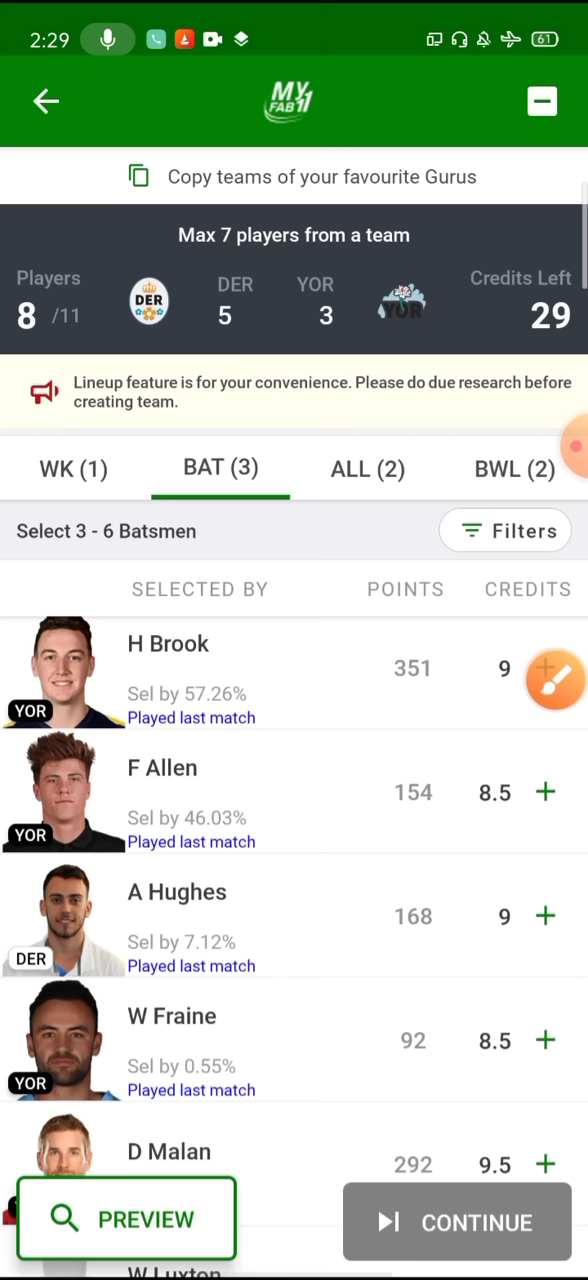 2:29
61
MY FAB11
Copy teams of your favourite Gurus
Max 7 players from a team
Players
DER
YOR
Credits Left
8 /11
DER
5
3
YOR
29
Lineup feature is for your convenience. Please do due research before
creating team.
WK (1)
BAT (3)
ALL (2)
BWL (2)
Select 3 - 6 Batsmen
Filters
SELECTED BY
POINTS
CREDITS
H Brook
351
9
Sel by 57.26%
YOR
Played last match
F Allen
154
8.5
+
Sel by 46.03%
YOR
Played last match
A Hughes
168
9
+
Sel by 7.12%
DER
Played last match
W Fraine
92
8.5
+
Sel by 0.55%
YOR
Played last match
D Malan
292
9.5
+
PREVIEW
CONTINUE
W Luxton